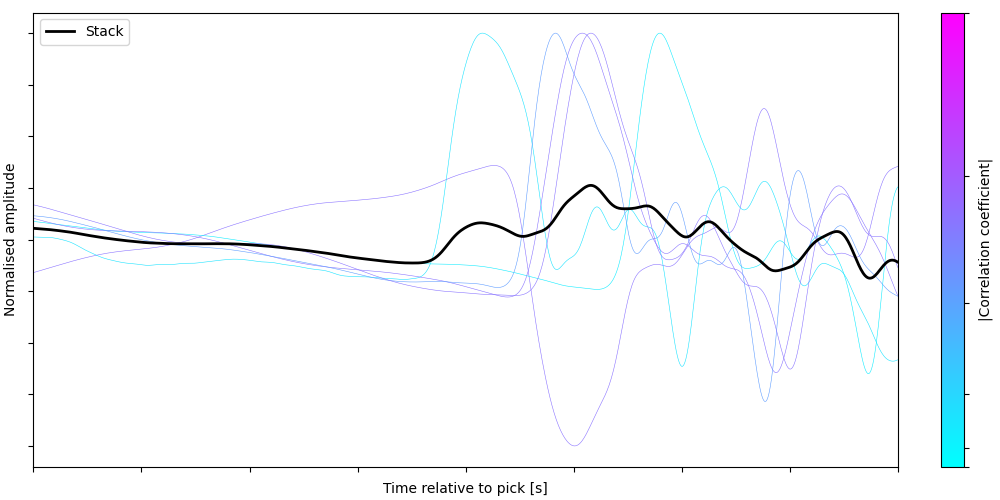 Stack
Normalised amplitude
Time relative to pick [s]
|Correlation coefficient|